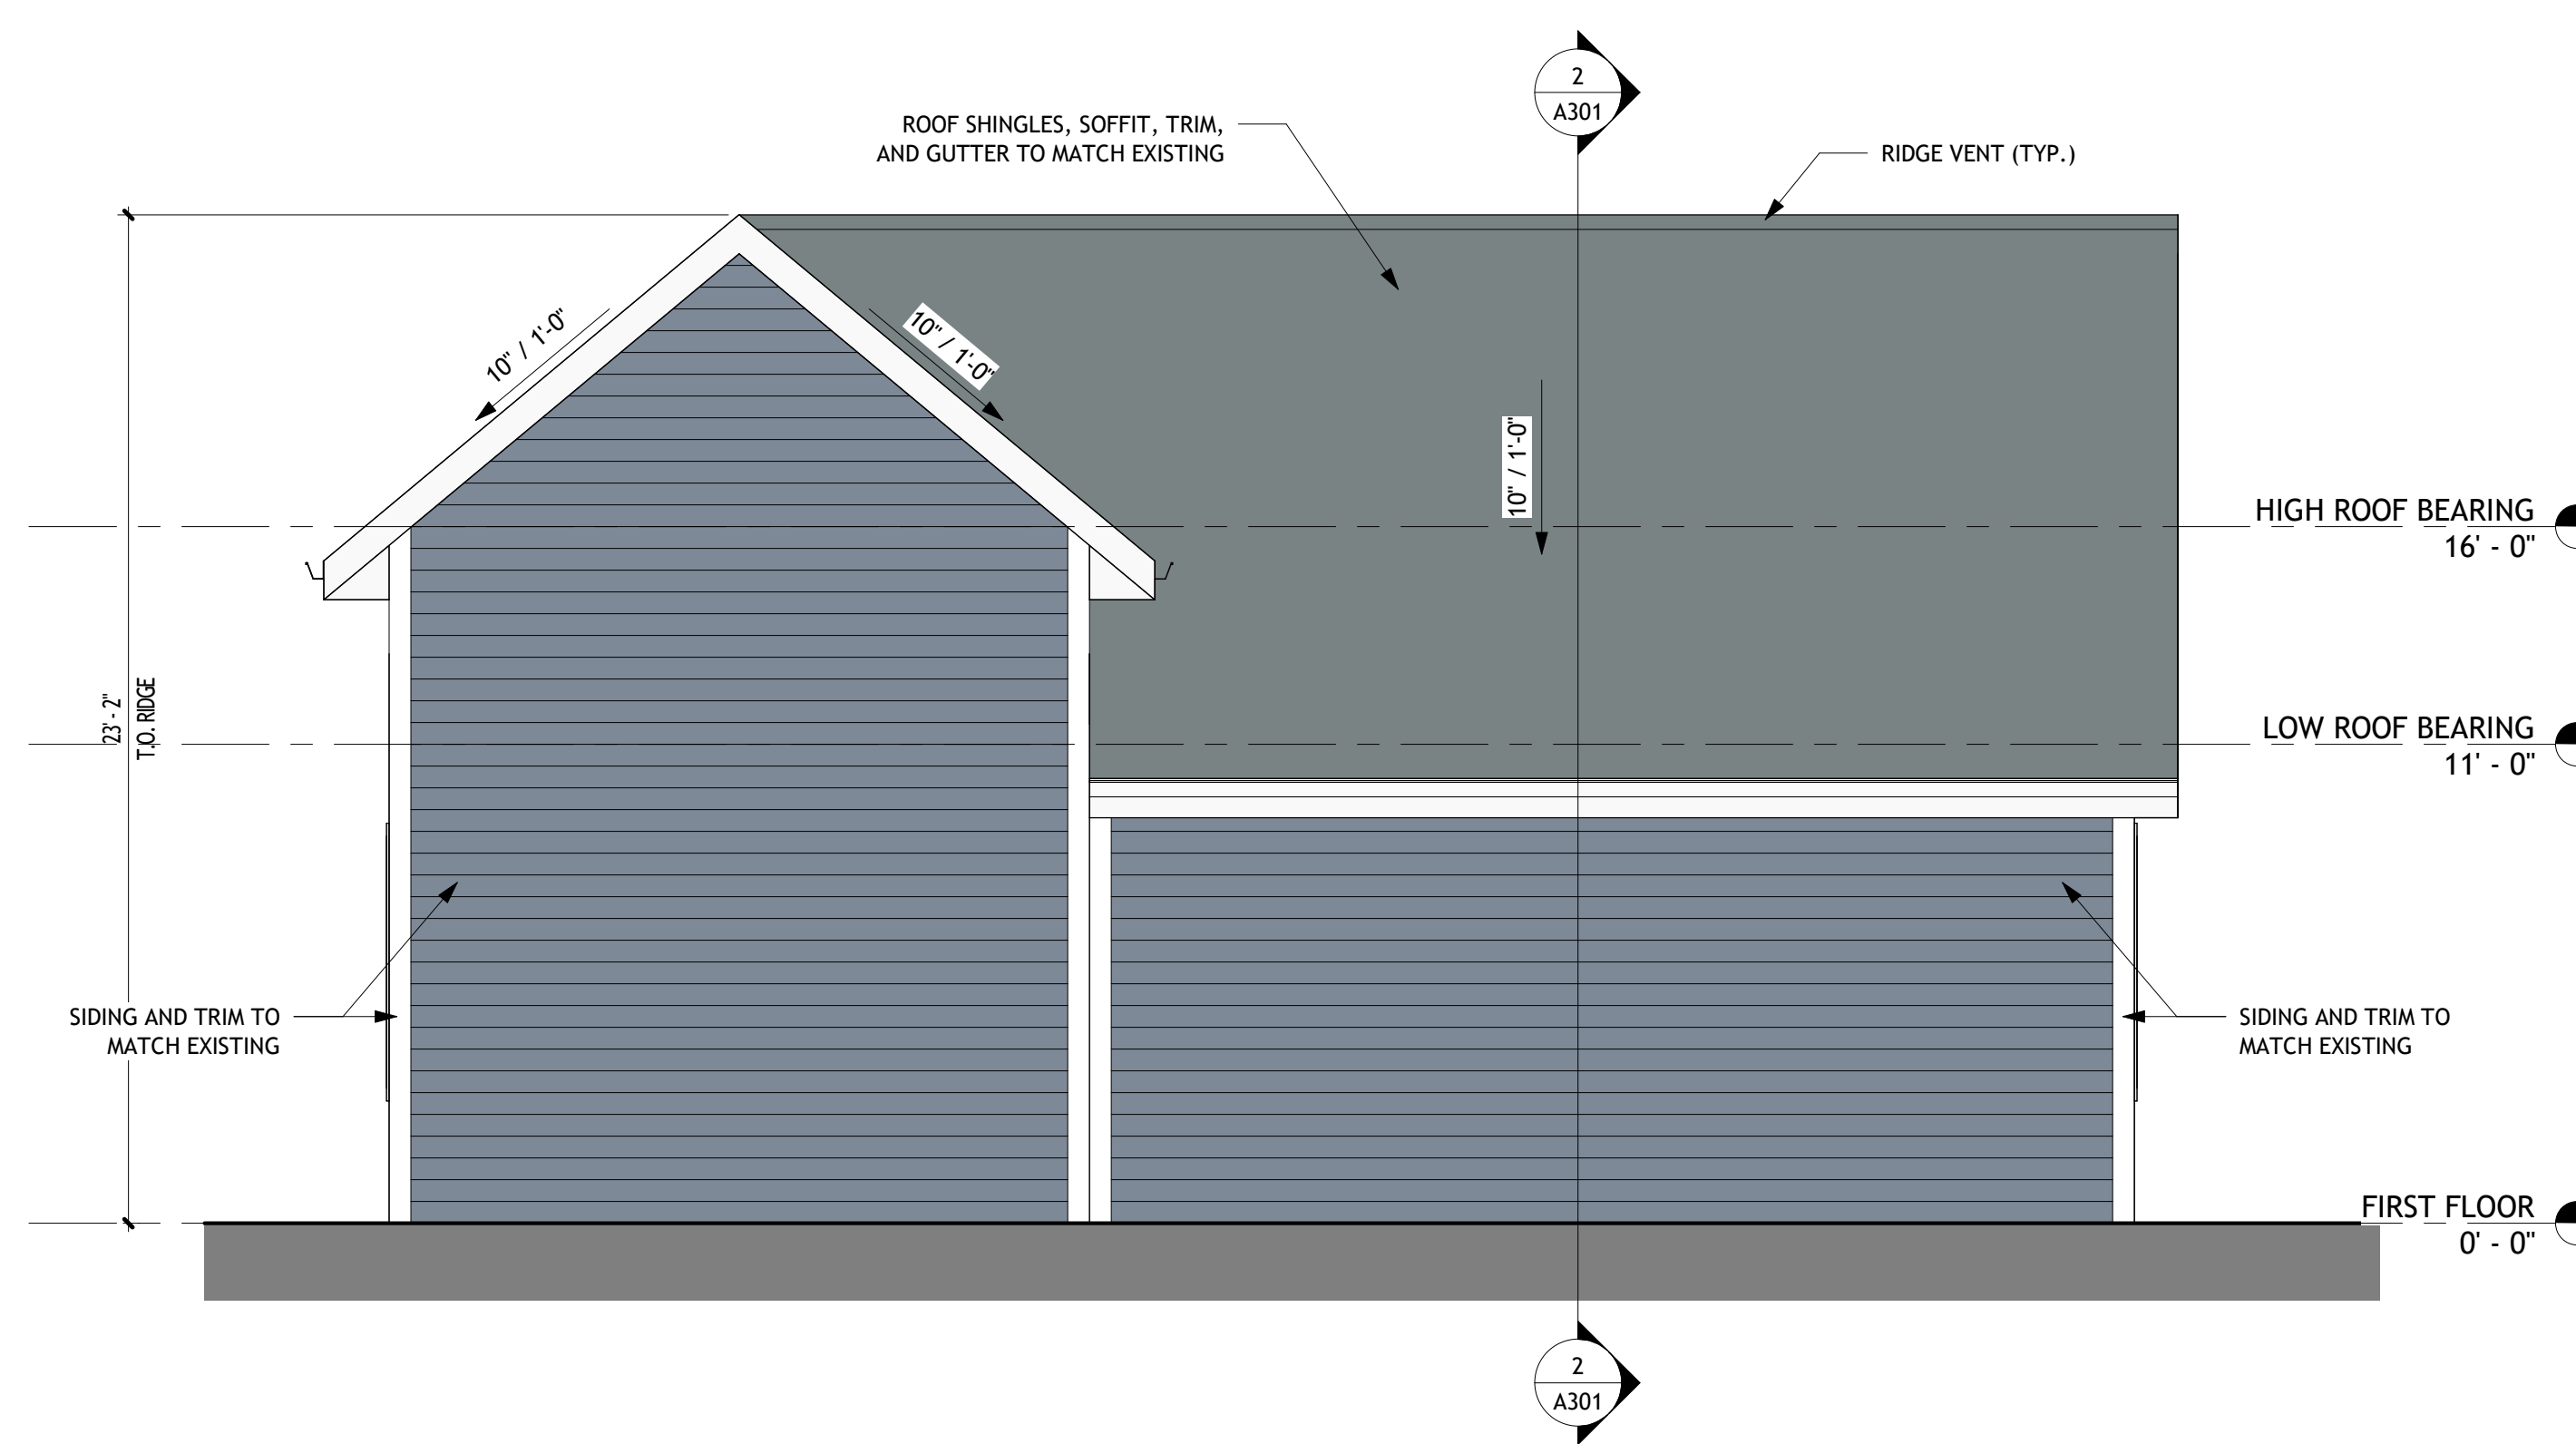 2
A301
ROOF SHINGLES, SOFFIT, TRIM,
AND GUTTER TO MATCH EXISTING
RIDGE VENT (TYP.)
10" / 1'-0"
10" / 1'-0"
10" / 1'-0"
HIGH ROOF BEARING
16' - 0"
23' - 2"
T.O. RIDGE
LOW ROOF BEARING
11' - 0"
SIDING AND TRIM TO
MATCH EXISTING
SIDING AND TRIM TO
MATCH EXISTING
FIRST FLOOR
0' - 0"
2
A301